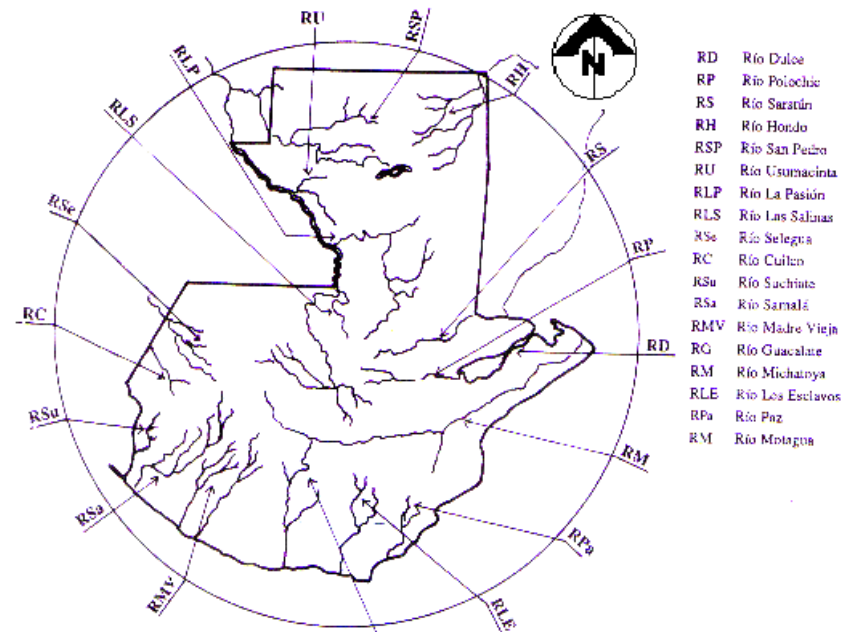 RU
RSP
RLP
RH
N
RLS
RS
RSe
RP
RC
RD
RSu
RM
RSa
RPa
RMV
RLE
RD Río Dulce
RP Río Polochic
RS Río Sarstún
RH Río Hondo
RSP Río San Pedro
RU Río Usumacinta
RLP Río La Pasión
RLS Río Las Salinas
RSe Río Selegua
RC Río Cuilco
RSu Río Suchiate
RSa Río Samalá
RMV Río Madre Vieja
RG Río Guacalate
RM Río Michatoya
RLE Río Los Esclavos
RPa Río Paz
RM Río Motagua